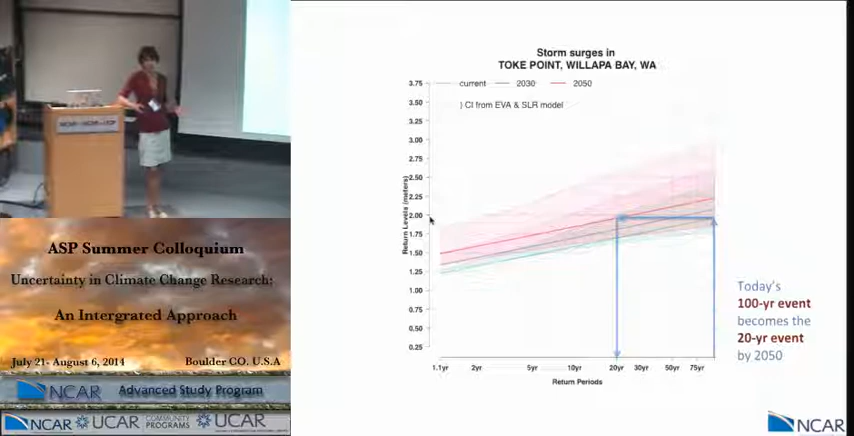 Storm surges in
TOKE POINT, WILLAPA BAY, WA
current 2030 2050
) CI from EVA & SLR model
Return Levels (meters)
3.75
3.50
3.25
3.00
2.75
2.50
2.25
2.00
1.75
1.50
1.25
1.00
0.75
0.50
0.25
1.1yr 2yr 5yr 10yr 20yr 30yr 50yr 75yr
Return Periods
Today's
100-yr event
becomes the
20-yr event
by 2050
NCAR
ASP Summer Colloquium
Uncertainty in Climate Change Research:
An Intergrated Approach
July 21- August 6, 2014 Boulder CO. U.S.A
NCAR Advanced Study Program
NCAR UCAR COMMUNITY PROGRAMS UCAR